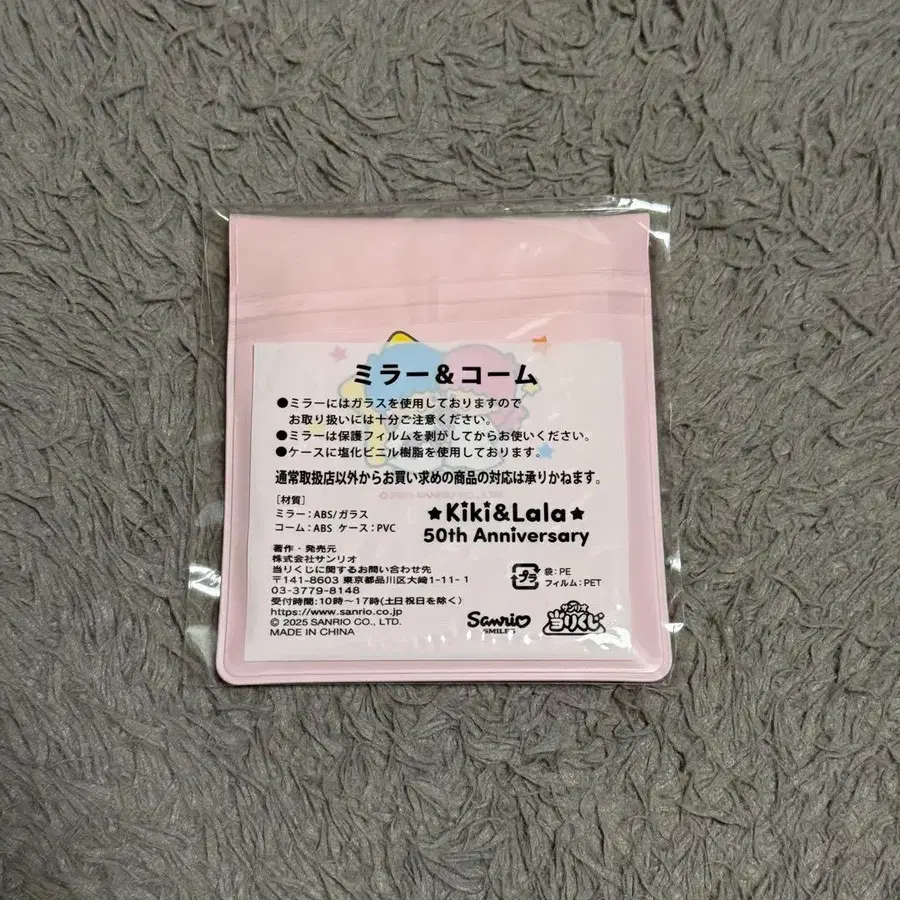 ミラー&コーム
●ミラーにはガラスを使用しておりますので
お取り扱いには十分ご注意ください。
●ミラーは保護フィルムを剥がしてからお使いください。
●ケースに塩化ビニル樹脂を使用しております。
通常取扱店以外からお買い求めの商品の対応は承りかねます。
[材質]
ミラー:ABS/ガラス
コーム:ABS ケース:PVC
★Kiki&Lala★
50th Anniversary
著作・発売元
株式会社サンリオ
当りくじに関するお問い合わせ先
〒141-8603 東京都品川区大崎1-11-1
03-3779-8148
受付時間:10時～17時(土日祝日を除く)
https://www.sanrio.co.jp
© 2025 SANRIO CO., LTD.
MADE IN CHINA
プラ
袋:PE
フィルム:PET
Sanrio
SMILES
サンリオ
当りくじ